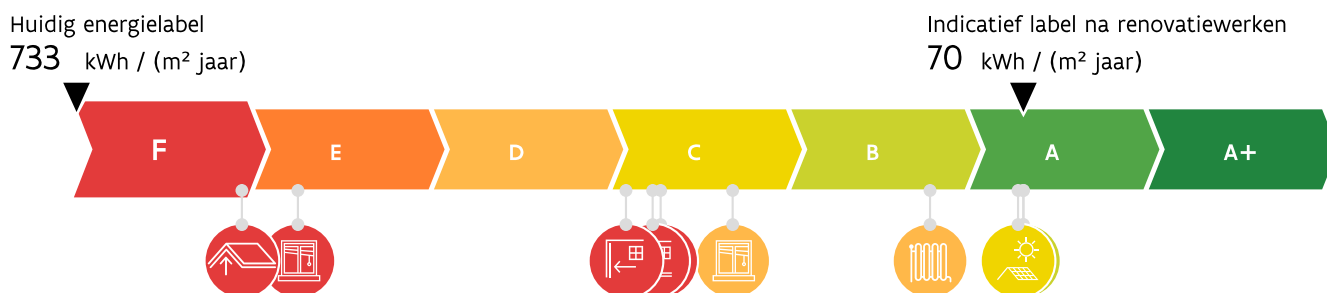 Huidig energielabel
733 kWh / (m² jaar)
Indicatief label na renovatiewerken
70 kWh / (m² jaar)
F E D C B A A+